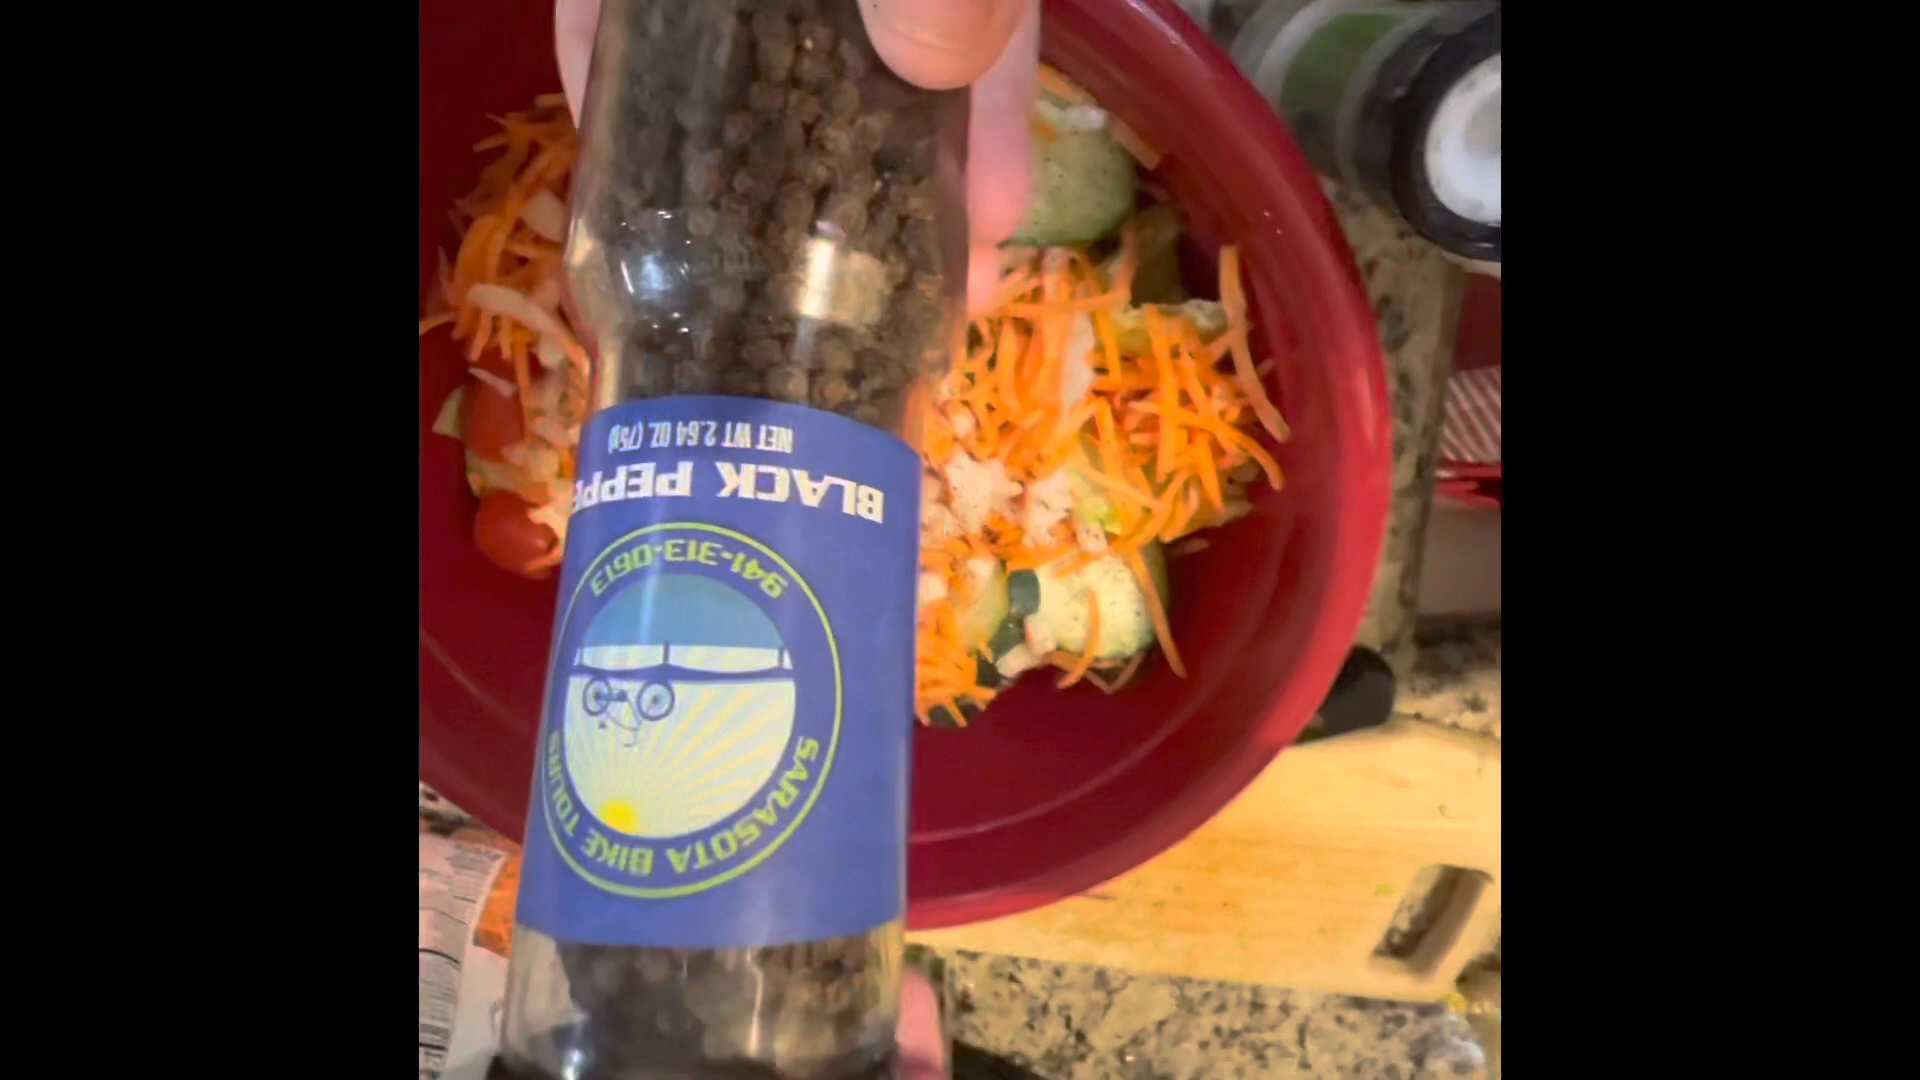 SARASOTA BIKE TOURS
941-313-0613
BLACK PEPPE
NET WT 2.64 OZ. (75g)